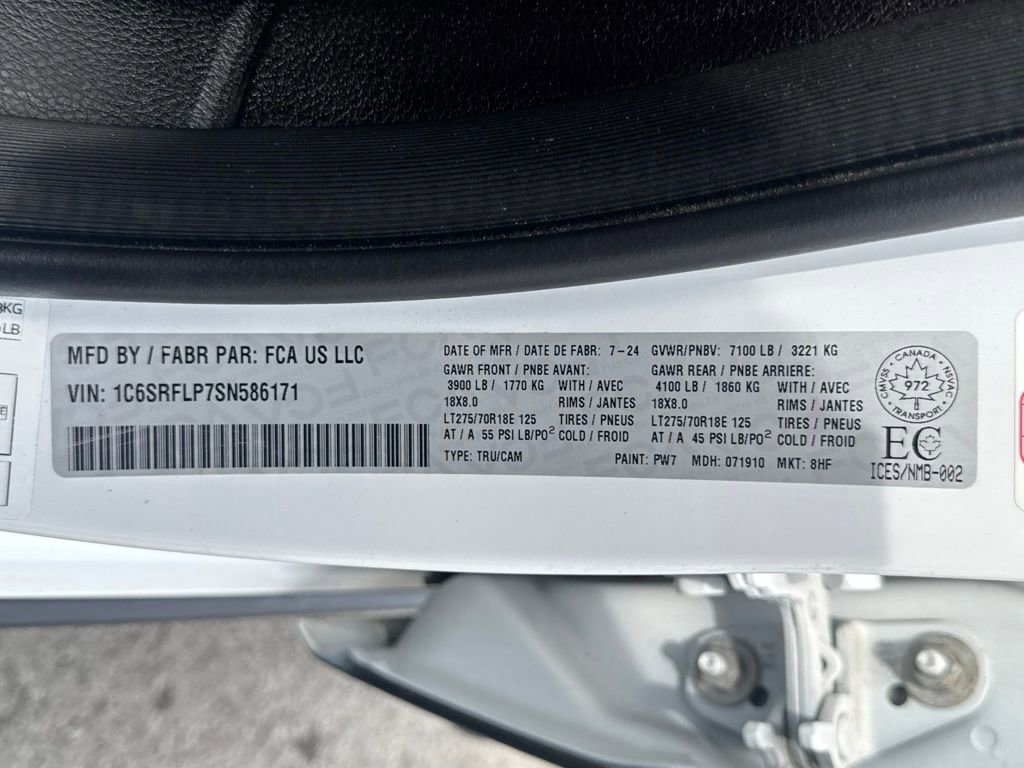 KG
LB
MFD BY / FABR PAR: FCA US LLC
VIN: 1C6SRFLP7SN586171
DATE OF MFR / DATE DE FABR: 7-24
GAWR FRONT / PNBE AVANT:
3900 LB / 1770 KG WITH / AVEC
18X8.0 RIMS / JANTES
LT275/70R18E 125 TIRES / PNEUS
AT / A 55 PSI LB/PO² COLD / FROID
TYPE: TRU/CAM
GVWR/PNBV: 7100 LB / 3221 KG
GAWR REAR / PNBE ARRIERE:
4100 LB / 1860 KG WITH / AVEC
18X8.0 RIMS / JANTES
LT275/70R18E 125 TIRES / PNEUS
AT / A 45 PSI LB/PO² COLD / FROID
PAINT: PW7 MDH: 071910 MKT: 8HF
CANADA
CMVSS
972
NSVAC
TRANSPORT
EC
ICES/NMB-002